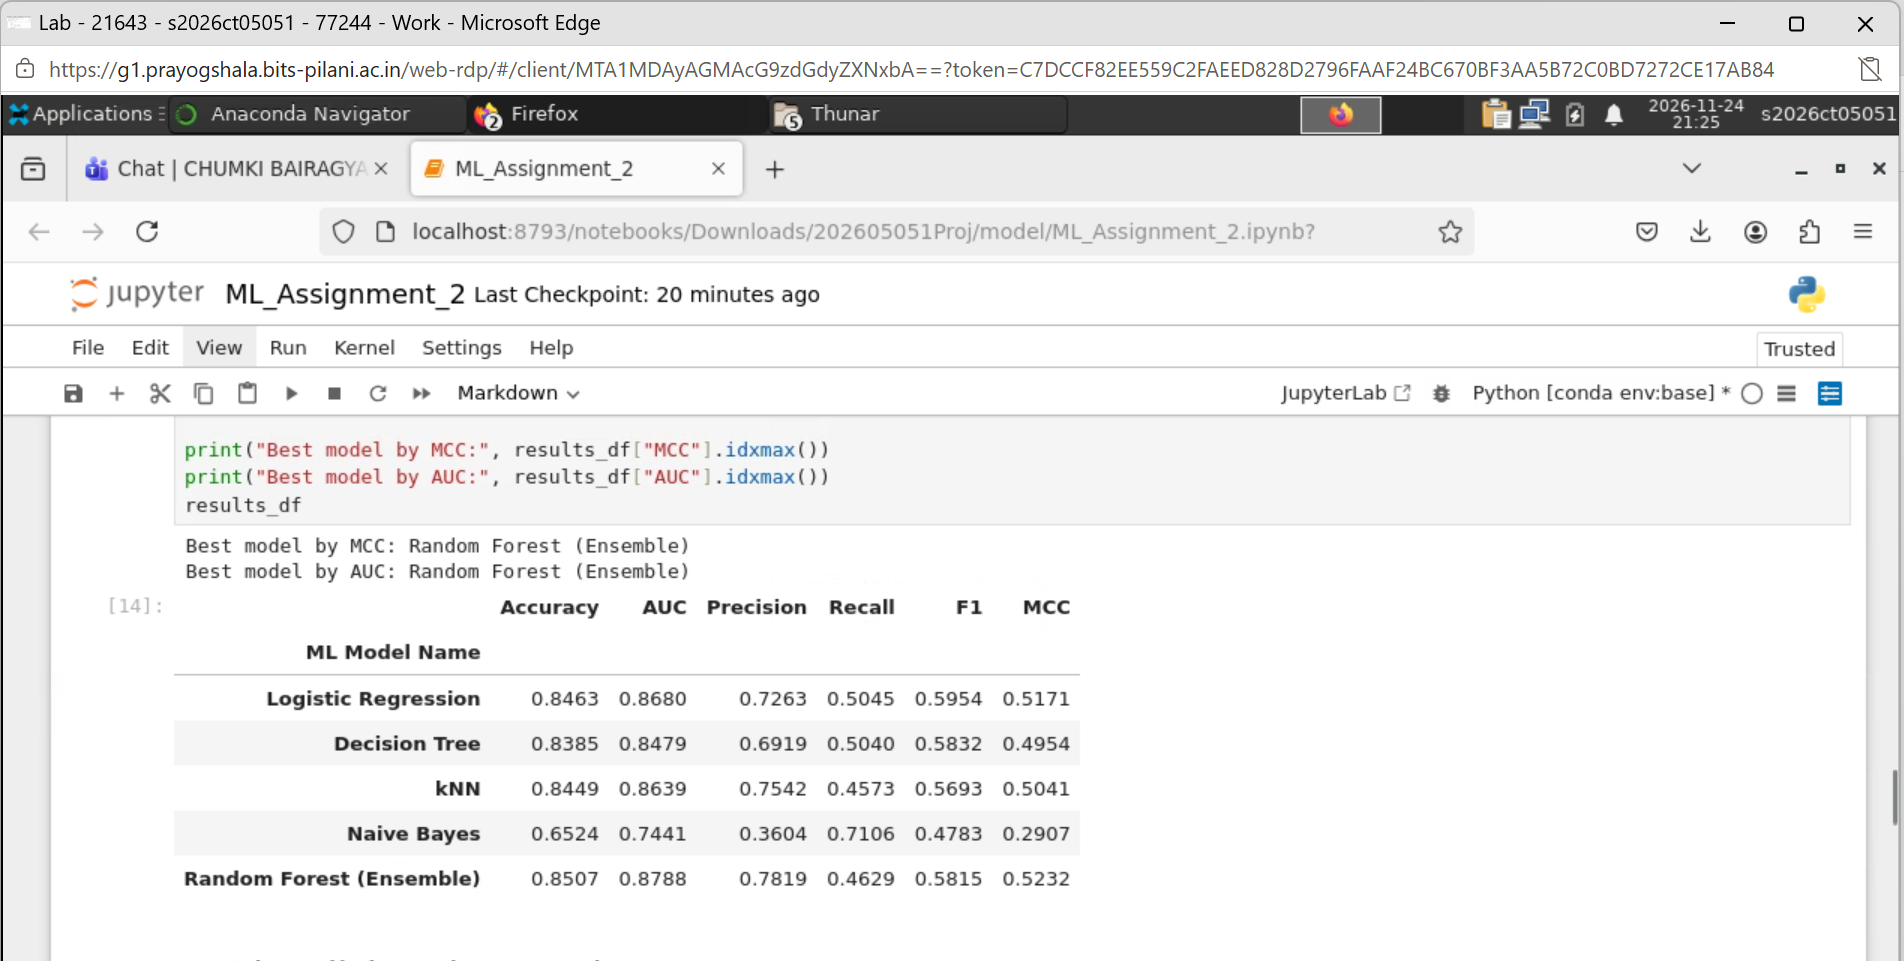 Lab - 21643 - s2026ct05051 - 77244 - Work - Microsoft Edge
https://g1.prayogshala.bits-pilani.ac.in/web-rdp/#/client/MTA1MDAyAGMAcG9zdGdyZXNxbA==?token=C7DCCF82EE559C2FAEED828D2796FAAF24BC670BF3AA5B72C0BD7272CE17AB84
Applications Anaconda Navigator 2 Firefox 5 Thunar 2026-11-24 s2026ct05051
21:25
Chat | CHUMKI BAIRAGYA ML_Assignment_2
localhost:8793/notebooks/Downloads/202605051Proj/model/ML_Assignment_2.ipynb?
jupyter ML_Assignment_2 Last Checkpoint: 20 minutes ago
File Edit View Run Kernel Settings Help Trusted
Markdown JupyterLab Python [conda env:base] *
print("Best model by MCC:", results_df["MCC"].idxmax())
print("Best model by AUC:", results_df["AUC"].idxmax())
results_df
Best model by MCC: Random Forest (Ensemble)
Best model by AUC: Random Forest (Ensemble)
[14]:
Accuracy AUC Precision Recall F1 MCC
ML Model Name
Logistic Regression 0.8463 0.8680 0.7263 0.5045 0.5954 0.5171
Decision Tree 0.8385 0.8479 0.6919 0.5040 0.5832 0.4954
kNN 0.8449 0.8639 0.7542 0.4573 0.5693 0.5041
Naive Bayes 0.6524 0.7441 0.3604 0.7106 0.4783 0.2907
Random Forest (Ensemble) 0.8507 0.8788 0.7819 0.4629 0.5815 0.5232